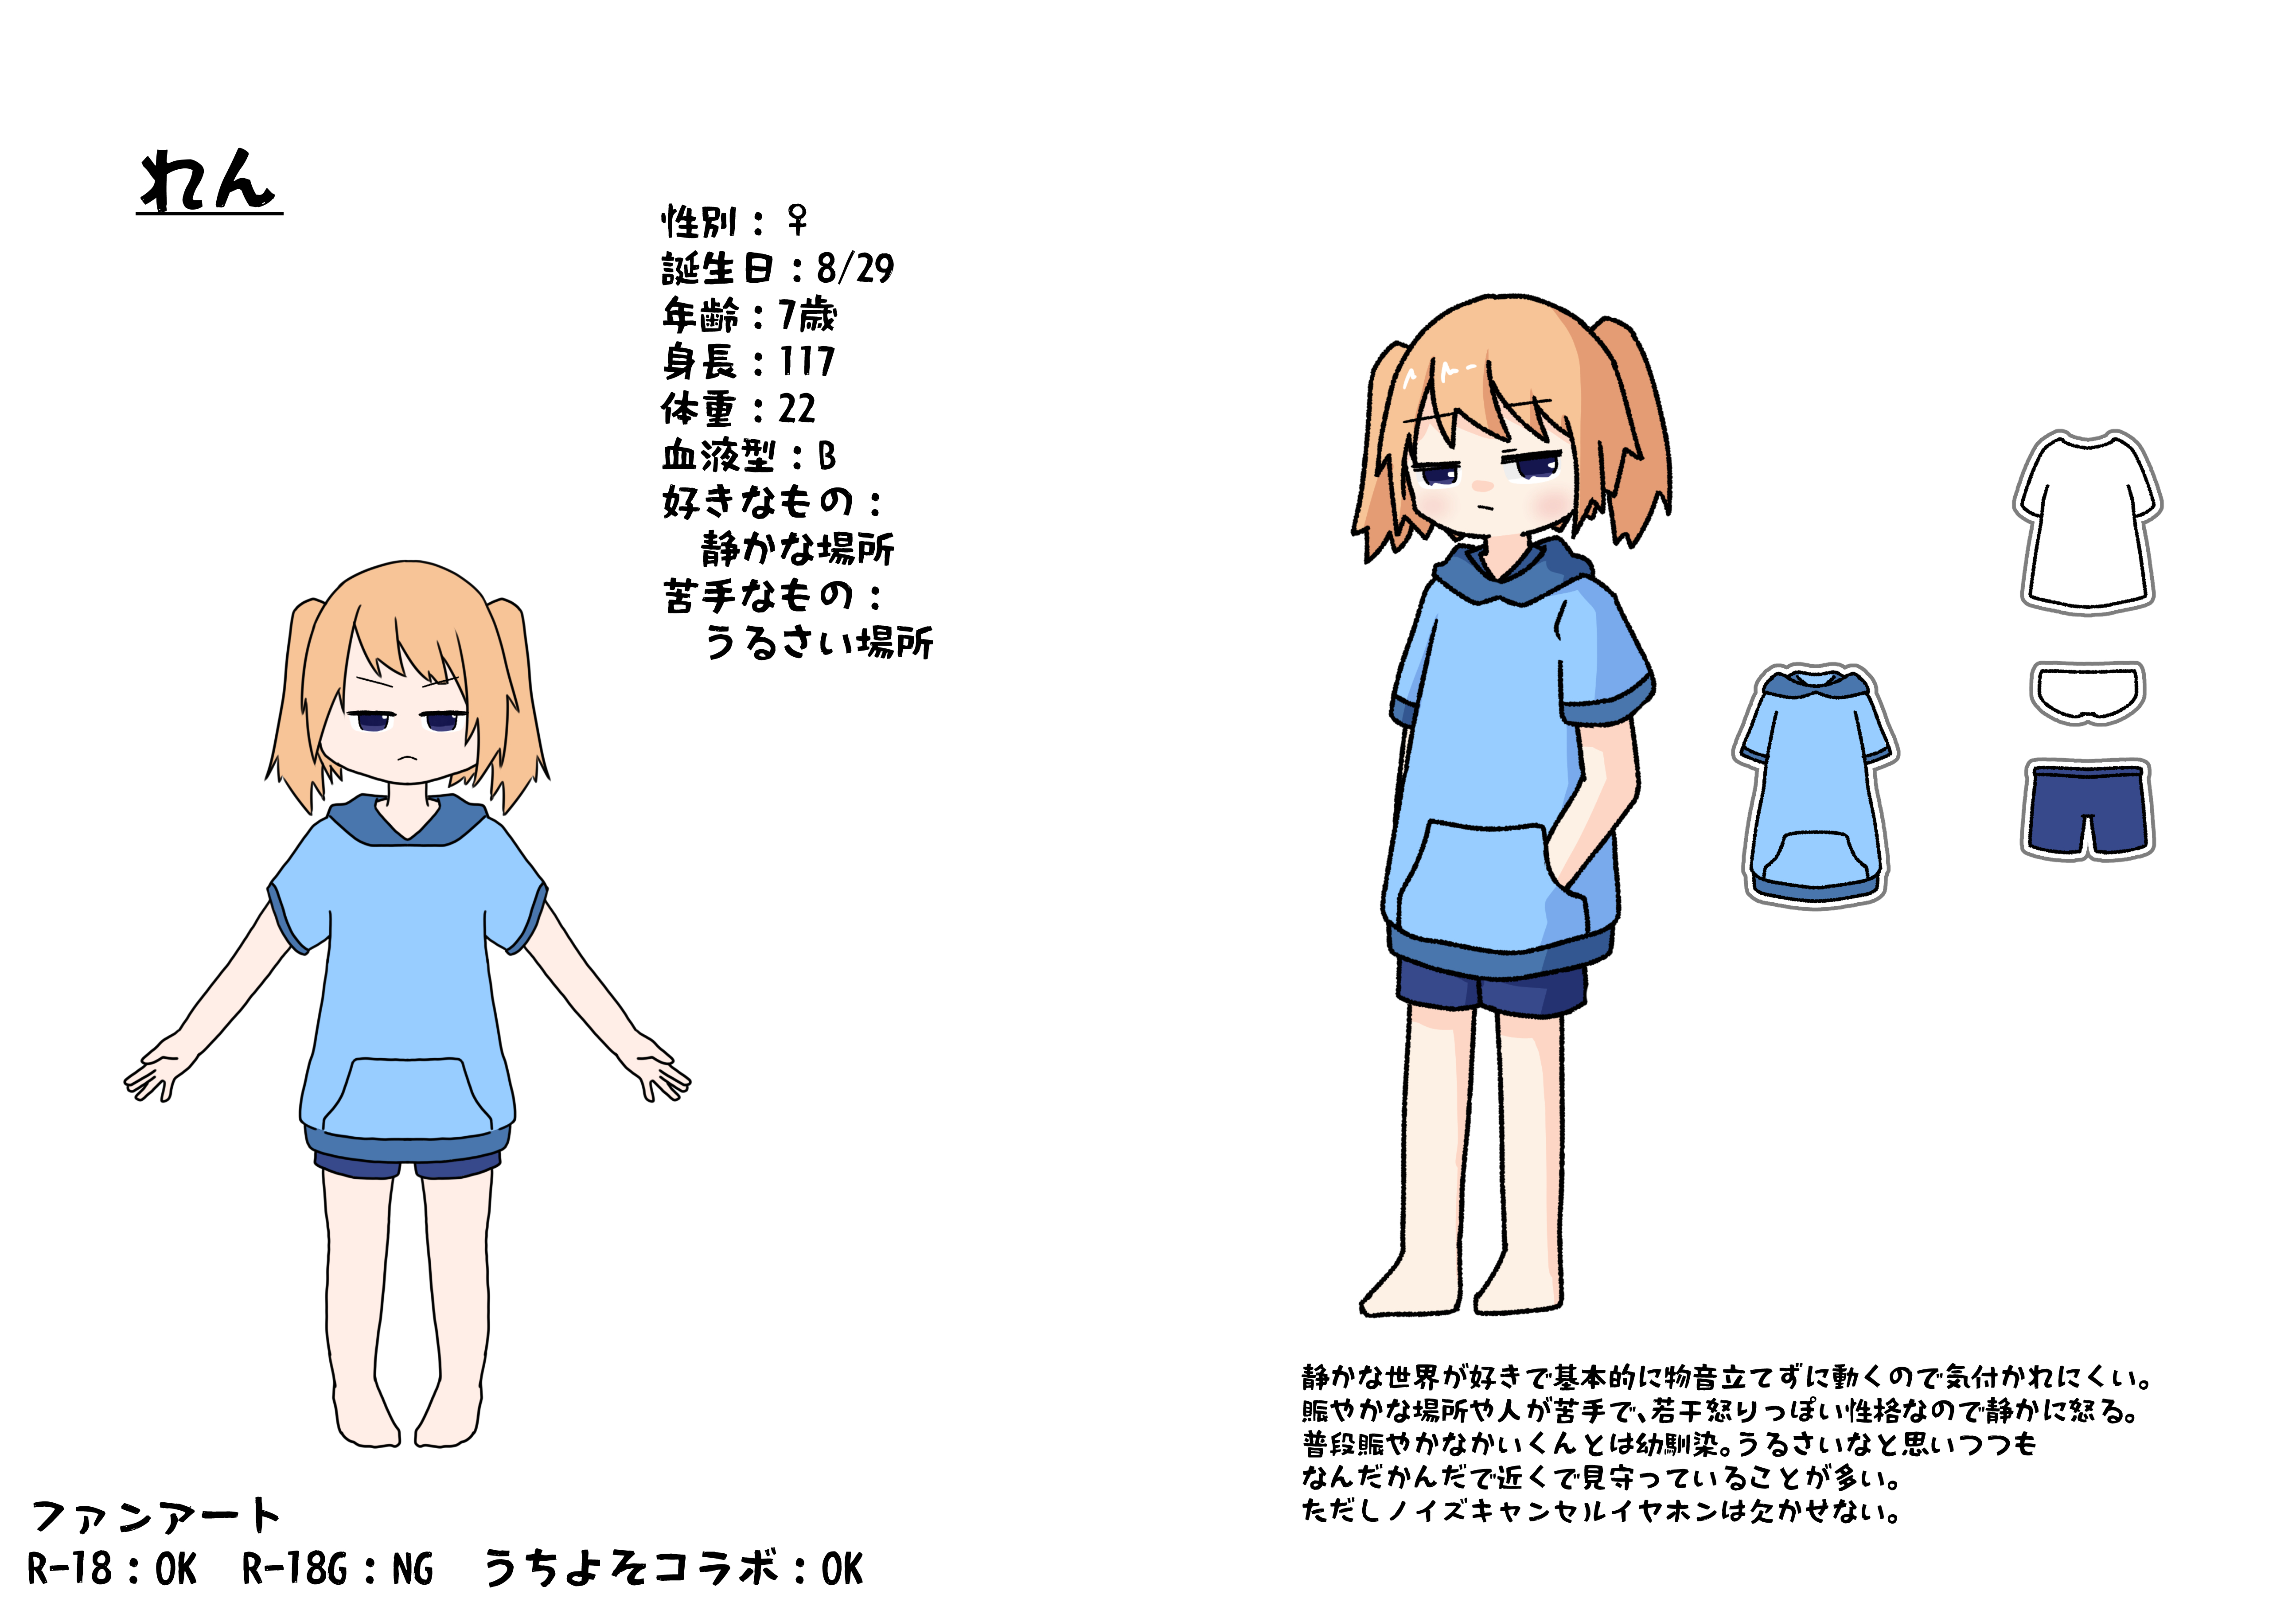 れん
性別：♀
誕生日：8/29
年齢：7歳
身長：117
体重：22
血液型：B
好きなもの：
静かな場所
苦手なもの：
うるさい場所
静かな世界が好きで基本的に物音立てずに動くので気付かれにくい。
賑やかな場所や人が苦手で、若干怒りっぽい性格なので静かに怒る。
普段賑やかなかいくんとは幼馴染。うるさいなと思いつつも
なんだかんだで近くで見守っていることが多い。
ただしノイズキャンセルイヤホンは欠かせない。
ファンアート
R-18：OK　R-18G：NG　うちよそコラボ：OK